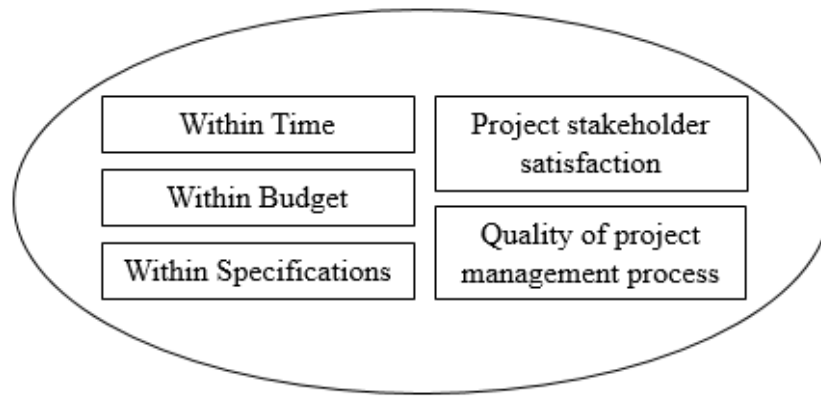 Within Time
Within Budget
Within Specifications
Project stakeholder
satisfaction
Quality of project
management process